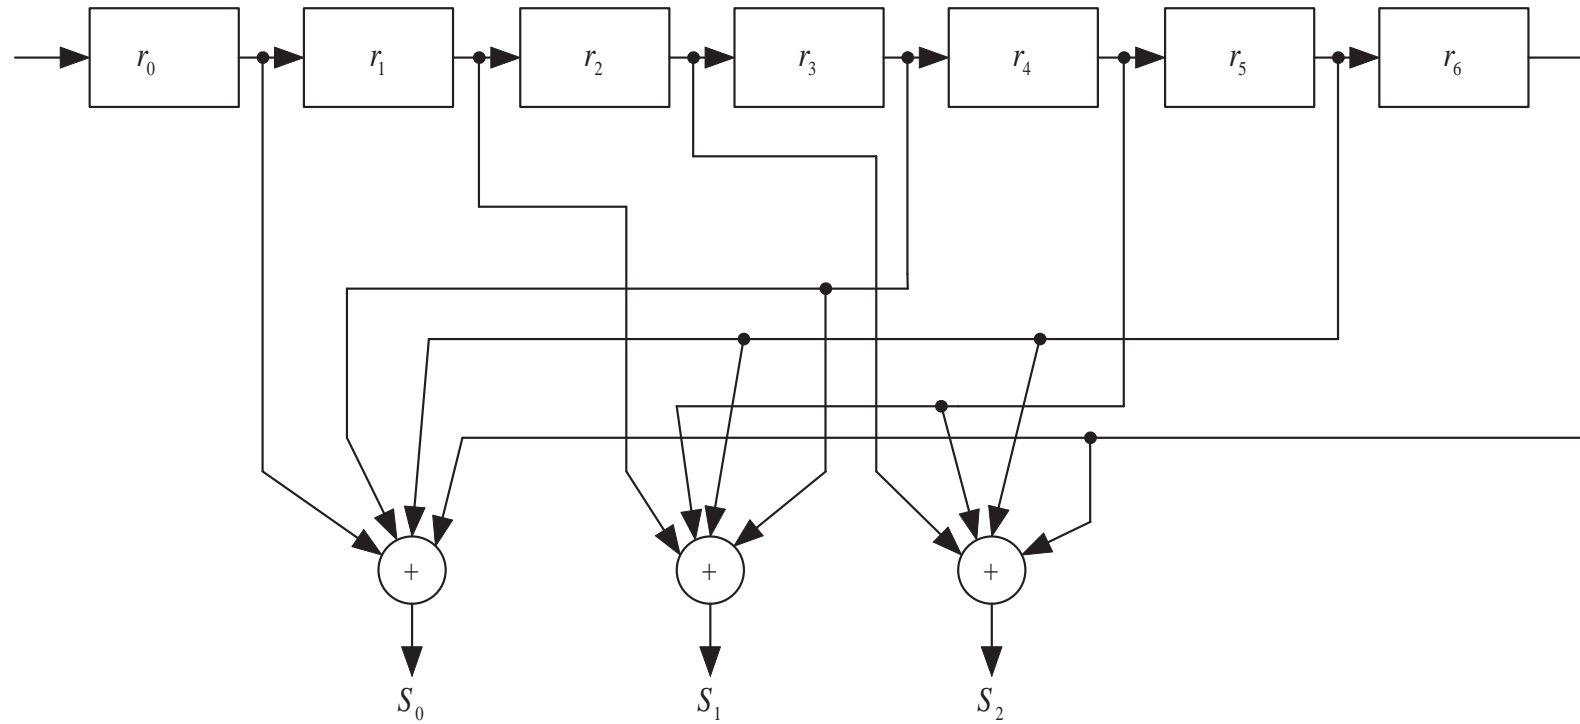 r₀ r₁ r₂ r₃ r₄ r₅ r₆
+ + +
S₀ S₁ S₂